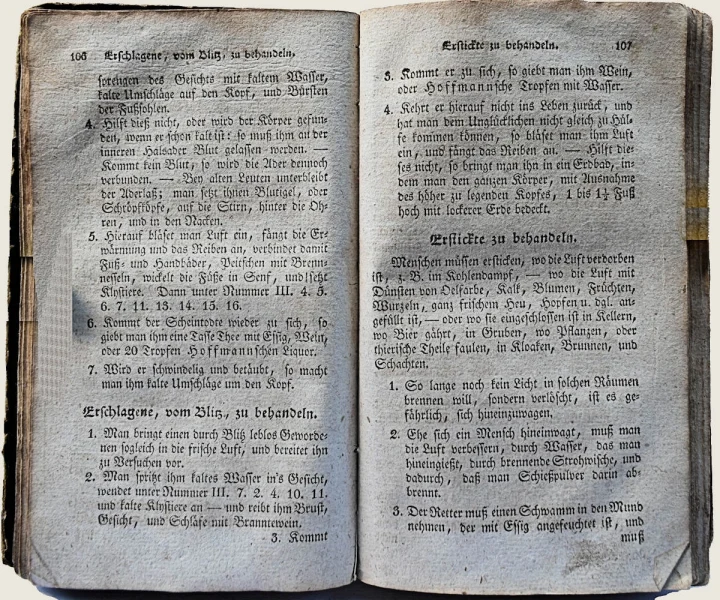 106 Erschlagene, vom Blitz, zu behandeln.
sprengen des Gesichts mit kaltem Wasser,
kalte Umschläge auf den Kopf, und Bürsten
der Fußsohlen.
4. Hilft dieß nicht, oder wird der Körper gefun-
den, wenn er schon kalt ist: so muß ihm an der
inneren Halsader Blut gelassen werden. —
Kommt kein Blut, so wird die Ader dennoch
verbunden. — Bey alten Leuten unterbleibt
der Aderlaß; man setzt ihnen Blutigel, oder
Schröpfköpfe, auf die Stirn, hinter die Oh-
ren, und in den Nacken.
5. Hierauf bläset man Luft ein, fängt die Er-
wärmung und das Reiben an, verbindet damit
Fuß- und Handbäder, Peitschen mit Brenn-
nesseln, wickelt die Füße in Senf, und setzt
Klystiere. Dann unter Nummer III. 4. 5.
6. 7. 11. 13. 14. 15. 16.
6. Kommt der Scheintodte wieder zu sich, so
giebt man ihm eine Tasse Thee mit Essig, Wein,
oder 20 Tropfen Hoffmannschen Liquor.
7. Wird er schwindlig und betäubt, so macht
man ihm kalte Umschläge um den Kopf.
Erschlagene, vom Blitz, zu behandeln.
1. Man bringt einen durch Blitz leblos Geworde-
nen sogleich in die frische Luft, und bereitet ihn
zu Versuchen vor.
2. Man spritzt ihm kaltes Wasser in's Gesicht,
wendet unter Nummer III. 7. 2. 4. 10. 11.
und kalte Klystiere an — und reibt ihm Brust,
Gesicht, und Schläfe mit Branntewein.
3. Kommt
Erstickte zu behandeln. 107
3. Kommt er zu sich, so giebt man ihm Wein,
oder Hoffmannsche Tropfen mit Wasser.
4. Kehrt er hierauf nicht ins Leben zurück, und
hat man dem Unglücklichen nicht gleich zu Hül-
fe kommen können, so bläset man ihm Luft
ein, und fängt das Reiben an. — Hilft die-
ses nicht, so bringt man ihn in ein Erdbad, in-
dem man den ganzen Körper, mit Ausnahme
des höher zu legenden Kopfes, 1 bis 1½ Fuß
hoch mit lockerer Erde bedeckt.
Erstickte zu behandeln.
Menschen müssen ersticken, wo die Luft verdorben
ist, z. B. im Kohlendampf, — wo die Luft mit
Dünsten von Oelfarbe, Kalk, Blumen, Früchten,
Wurzeln, ganz frischem Heu, Hopfen u. dgl. an-
gefüllt ist, — oder wo sie eingeschlossen ist in Kellern,
wo Bier gährt, in Gruben, wo Pflanzen, oder
thierische Theile faulen, in Kloaken, Brunnen, und
Schachten.
1. So lange noch kein Licht in solchen Räumen
brennen will, sondern verlöscht, ist es ge-
fährlich, sich hineinzuwagen.
2. Ehe sich ein Mensch hineinwagt, muß man
die Luft verbessern, durch Wasser, das man
hineingießt, durch brennende Strohwische, und
dadurch, daß man Schießpulver darin ab-
brennt.
3. Der Retter muß einen Schwamm in den Mund
nehmen, der mit Essig angefeuchtet ist, und
muß